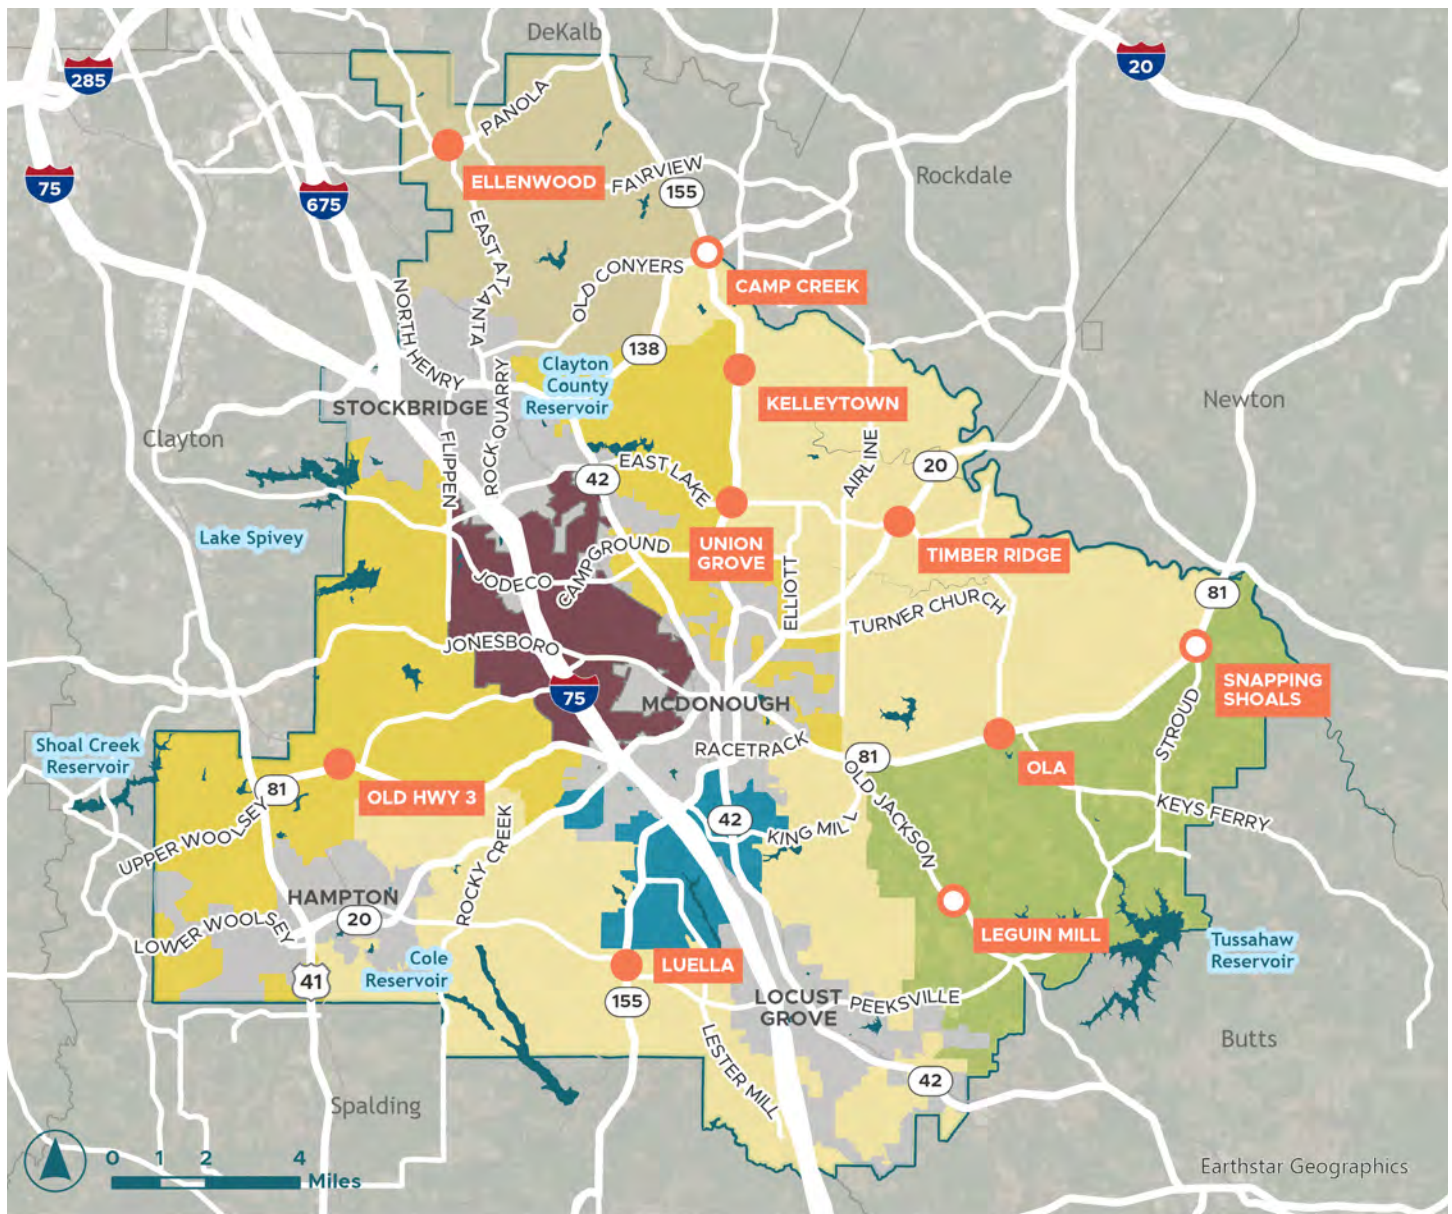 DeKalb
285
20
PANOLA
75
675
ELLENWOOD
FAIRVIEW
155
Rockdale
EAST ATLANTA
OLD CONYERS
CAMP CREEK
NORTH HENRY
138
Clayton
County
Reservoir
KELLEYTOWN
Newton
STOCKBRIDGE
ROCK QUARRY
Clayton
FLIPPEN
42
EAST LAKE
AIRLINE
20
Lake Spivey
UNION
GROVE
TIMBER RIDGE
CAMPGROUND
JODECO
ELLIOTT
TURNER CHURCH
81
JONESBORO
75
MCDONOUGH
SNAPPING
SHOALS
STROUD
Shoal Creek
Reservoir
RACETRACK
81
OLA
81
OLD HWY 3
OLD JACKSON
KEYS FERRY
UPPER WOOLSEY
ROCKY CREEK
42
KING MILL
HAMPTON
20
LOWER WOOLSEY
LEGUIN MILL
Tussahaw
Reservoir
Cole
Reservoir
41
LUELLA
155
LOCUST
GROVE
PEEKSVILLE
LESTER MILL
42
Butts
Spalding
0 1 2 4
Miles
Earthstar Geographics